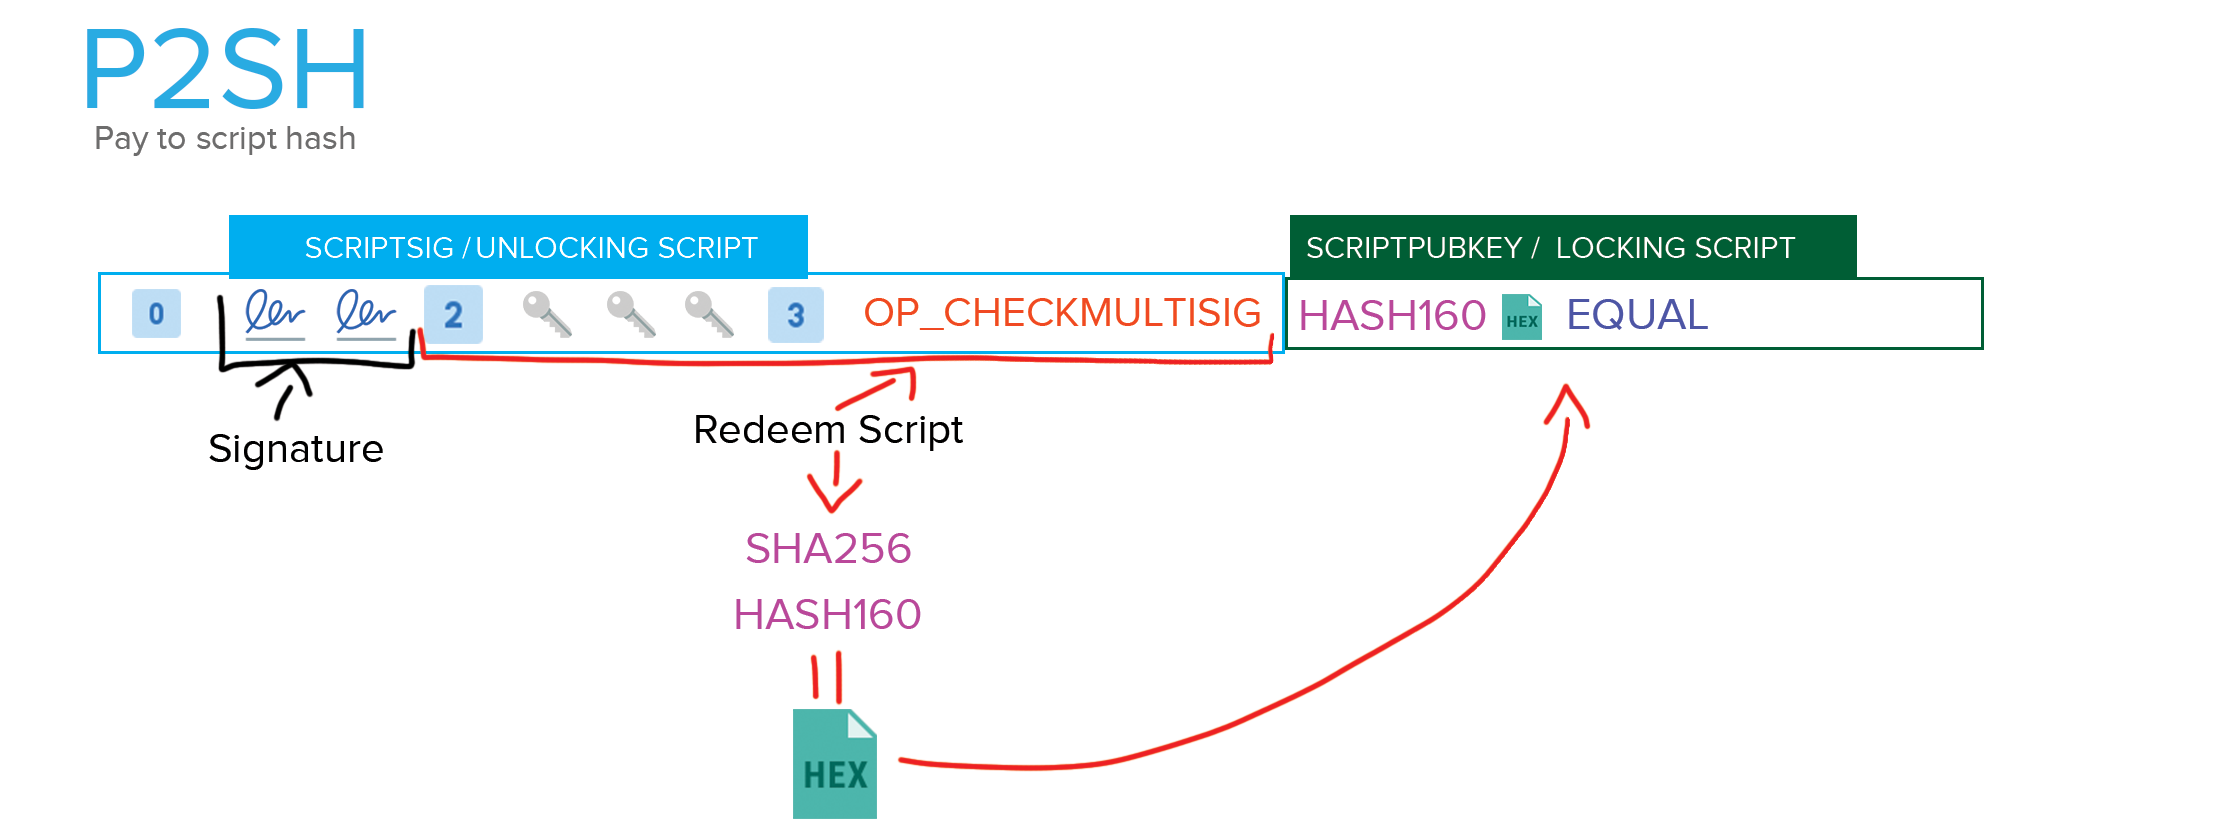 P2SH
Pay to script hash
SCRIPTSIG / UNLOCKING SCRIPT
SCRIPTPUBKEY / LOCKING SCRIPT
0 2 3 OP_CHECKMULTISIG HASH160 HEX EQUAL
Signature
Redeem Script
SHA256
HASH160
HEX